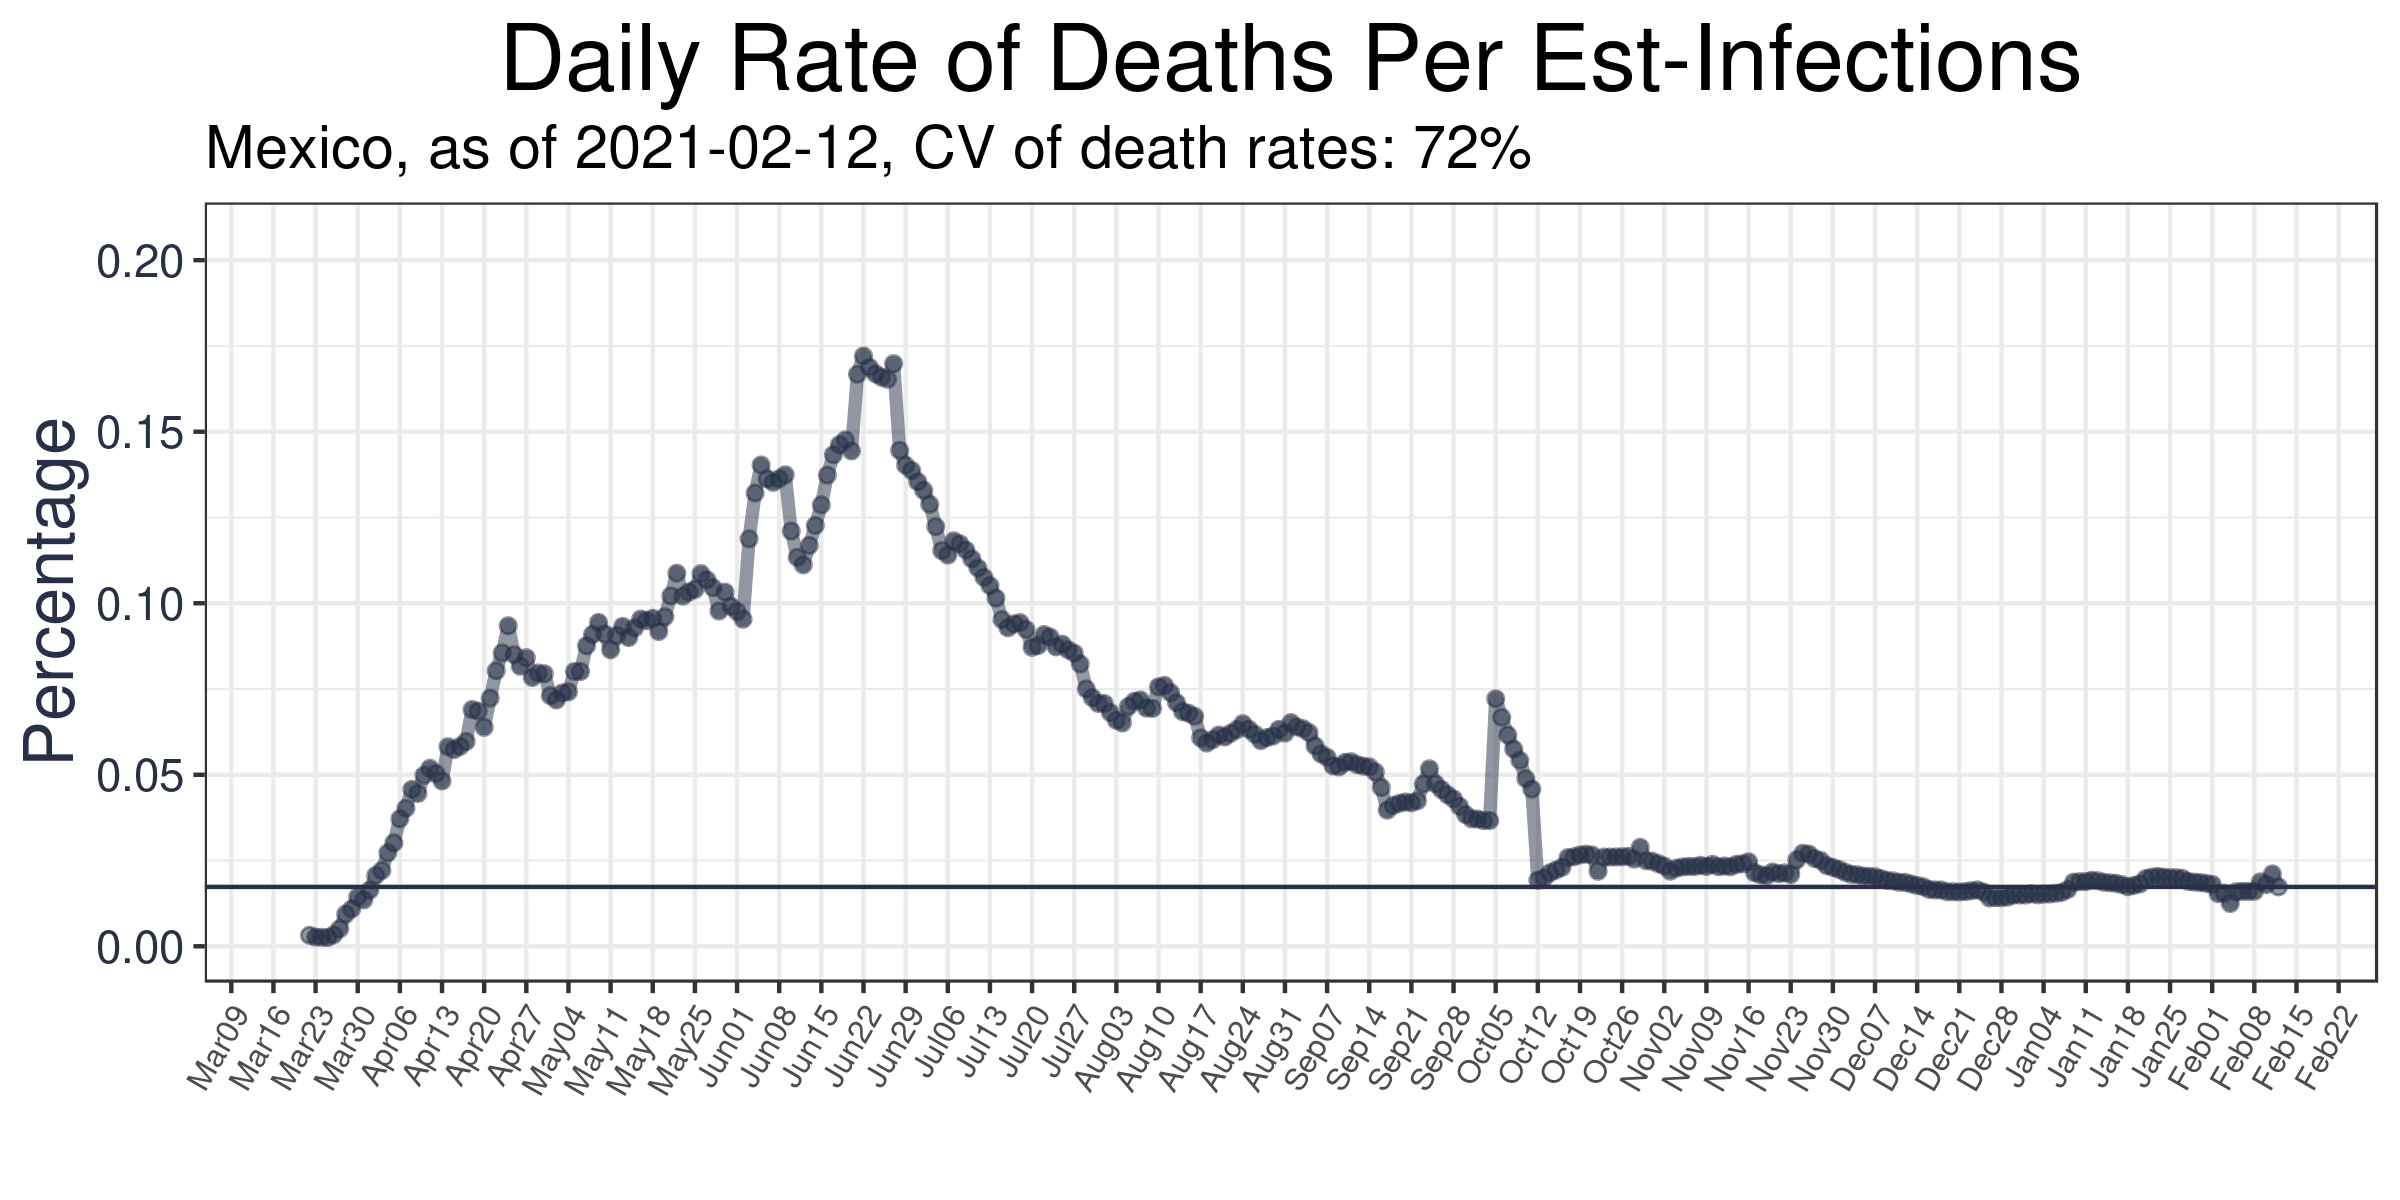 Daily Rate of Deaths Per Est-Infections
Mexico, as of 2021-02-12, CV of death rates: 72%
Percentage
0.20
0.15
0.10
0.05
0.00
Mar09
Mar16
Mar23
Mar30
Apr06
Apr13
Apr20
Apr27
May04
May11
May18
May25
Jun01
Jun08
Jun15
Jun22
Jun29
Jul06
Jul13
Jul20
Jul27
Aug03
Aug10
Aug17
Aug24
Aug31
Sep07
Sep14
Sep21
Sep28
Oct05
Oct12
Oct19
Oct26
Nov02
Nov09
Nov16
Nov23
Nov30
Dec07
Dec14
Dec21
Dec28
Jan04
Jan11
Jan18
Jan25
Feb01
Feb08
Feb15
Feb22